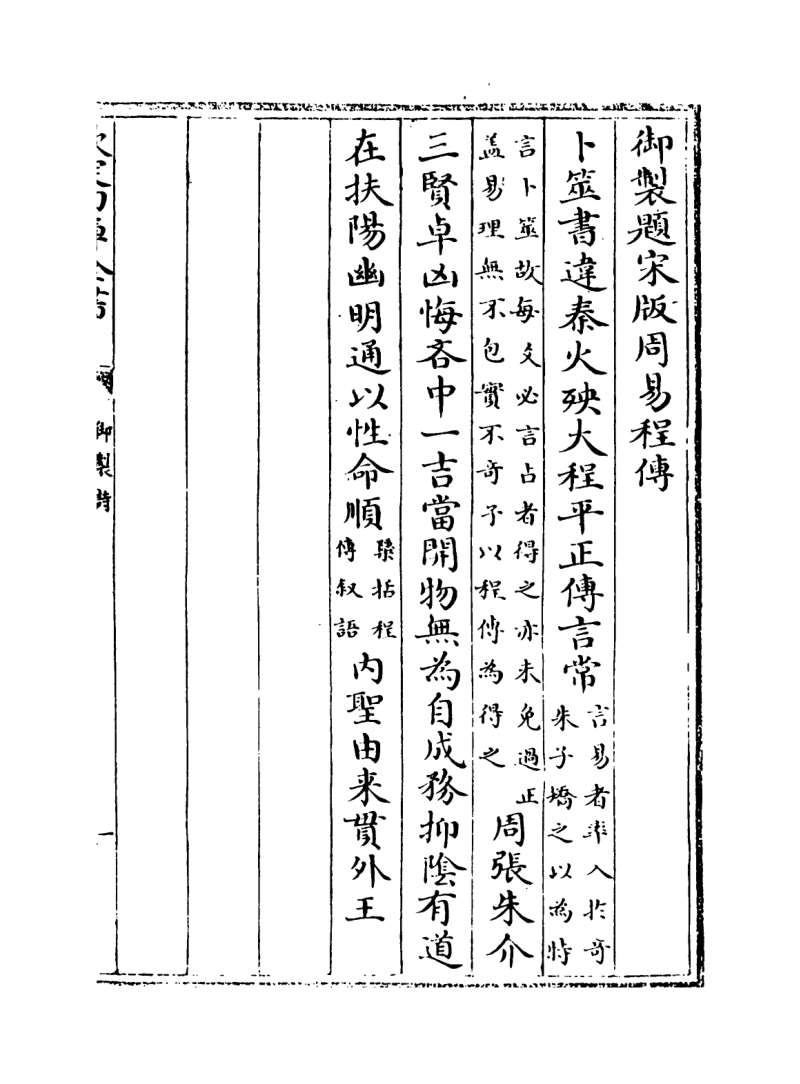 御製題宋版周易程傳
卜筮書違秦火殃大程平正傳言常
言易者率入於奇
朱子矯之以為特
言卜筮故每爻必言占者得之亦未免過正
盖易理無不包實不奇予以程傳為得之
周張朱介
三賢卓凶悔吝中一吉當開物無為自成務抑陰有道
在扶陽幽明通以性命順
檃括程
傳叙語
内聖由来貫外王
欽定四庫全書
御製詩
一